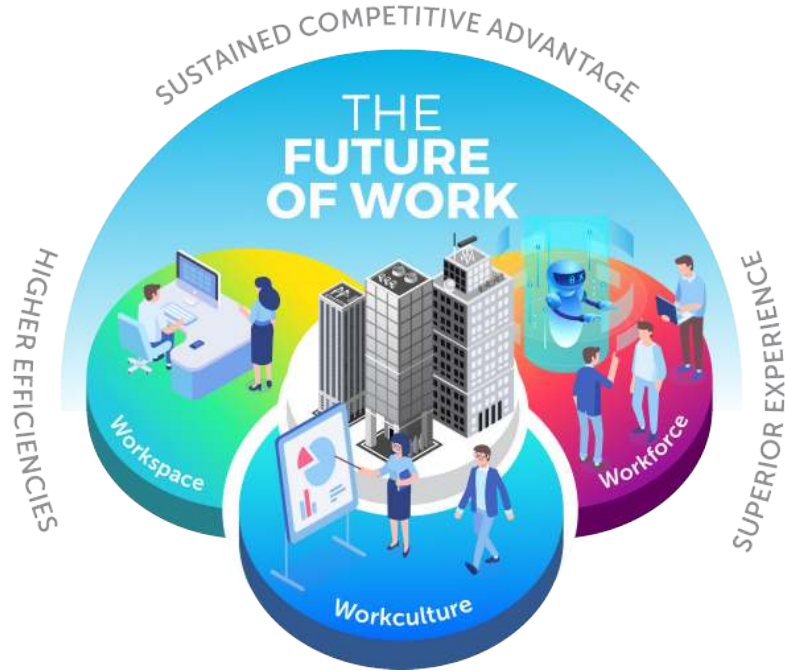 SUSTAINED COMPETITIVE ADVANTAGE
THE
FUTURE
OF WORK
HIGHER EFFICIENCIES
SUPERIOR EXPERIENCE
Workspace
Workforce
Workculture